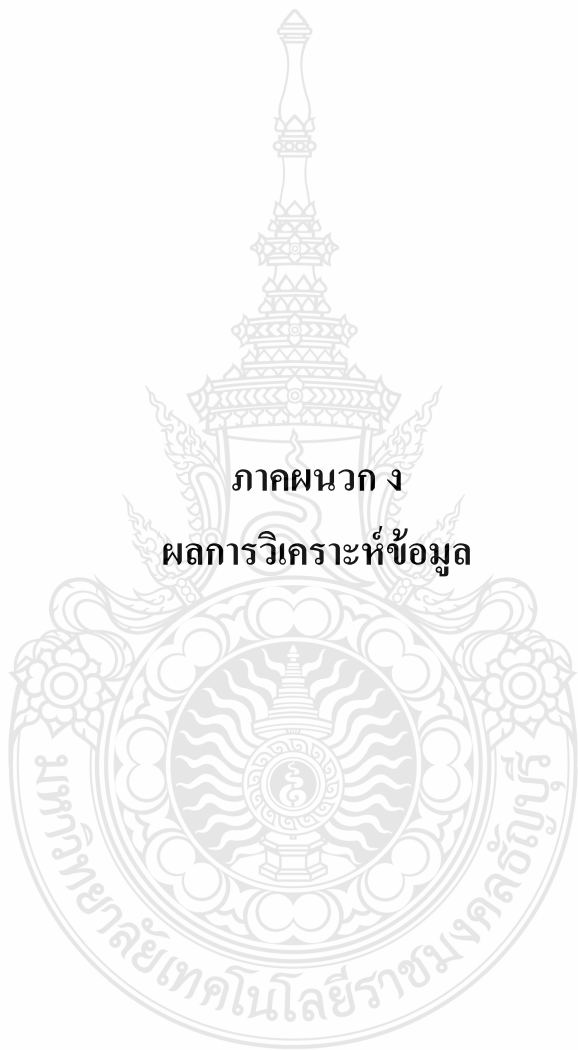 ภาคผนวก ง
ผลการวิเคราะห์ข้อมูล
มหาวิทยาลัยเทคโนโลยีราชมงคลธัญบุรี